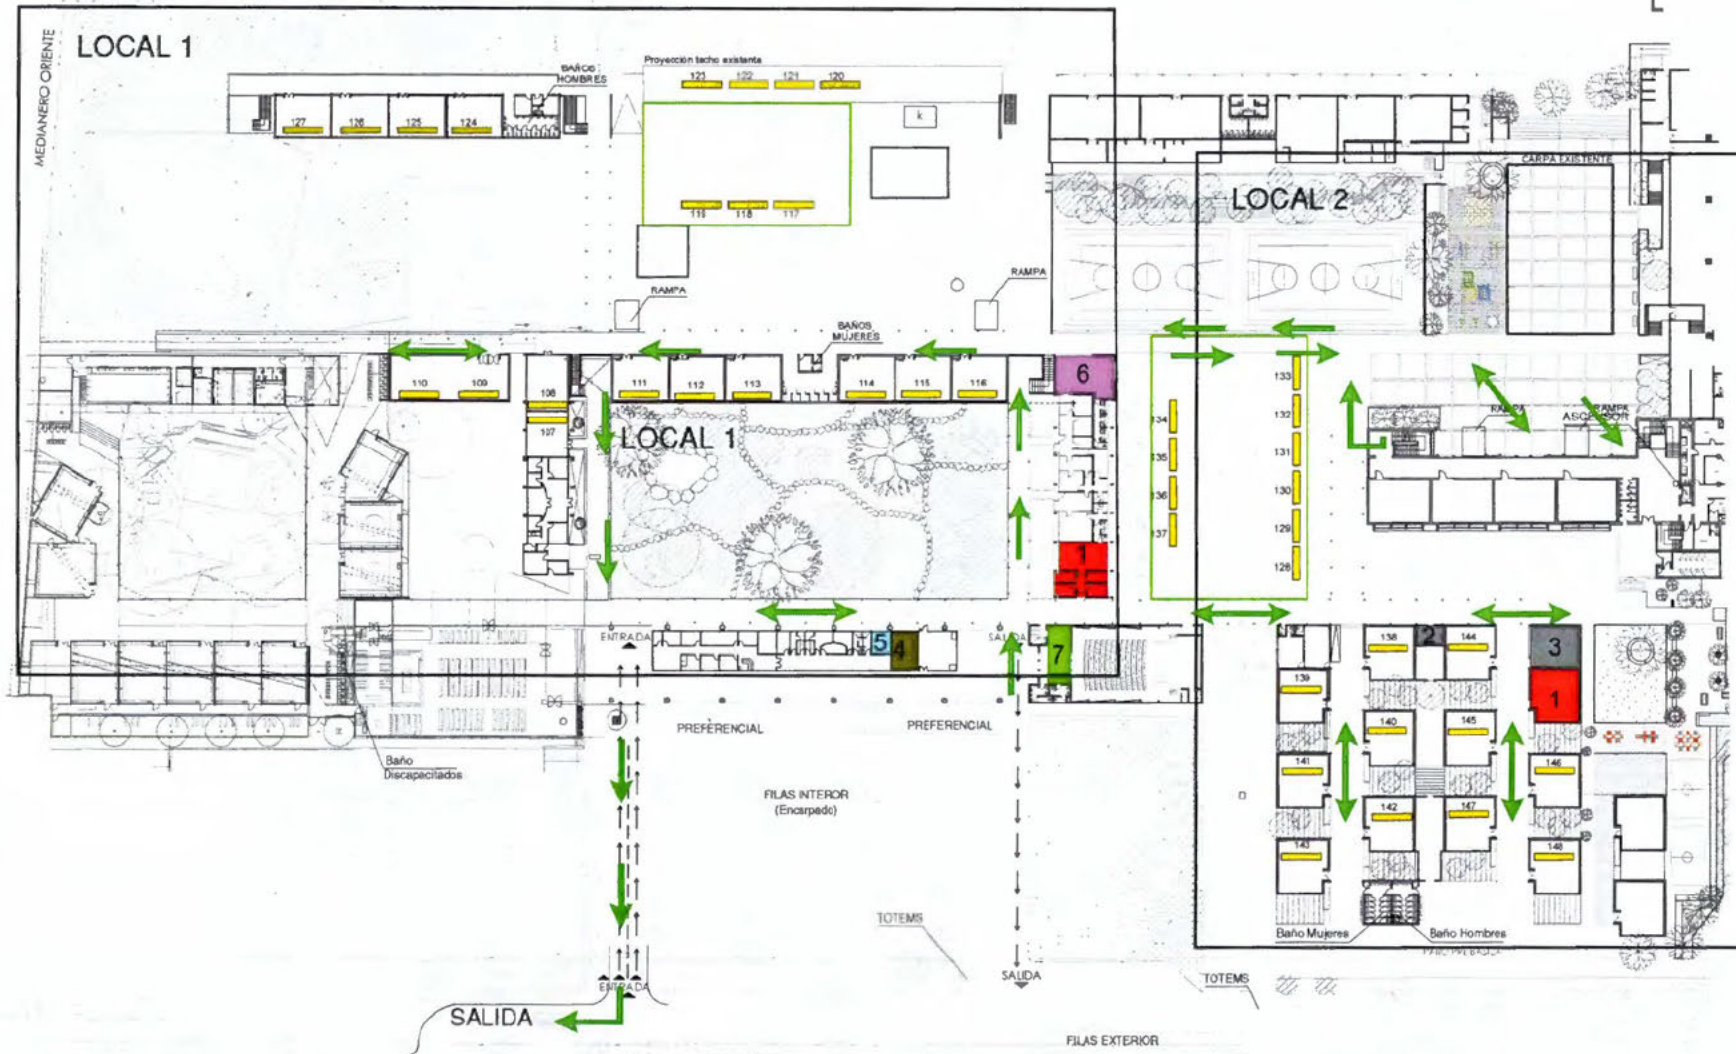 LOCAL 1
MEDIANERO ORIENTE
BAÑOS
HOMBRES
Proyección techo existente
123 122 121 120
127 126 125 124
k
119 118 117
RAMPA
RAMPA
BAÑOS
MUJERES
LOCAL 2
CARPA EXISTENTE
110 109
108
107
111 112 113 114 115 116
6
LOCAL 1
1
133
132
131
130
129
128
134
135
136
137
RAMPA
RAMPA
ASCENSOR
ENTRADA
5 4
SALIDA
7
138 2 144 3
139
1
140 145
141
146
142 147
143
148
PREFERENCIAL
PREFERENCIAL
Baño
Discapacitados
FILAS INTEROR
(Encarpado)
TOTEMS
Baño Mujeres
Baño Hombres
SALIDA
TOTEMS
ENTRADA
SALIDA
FILAS EXTERIOR